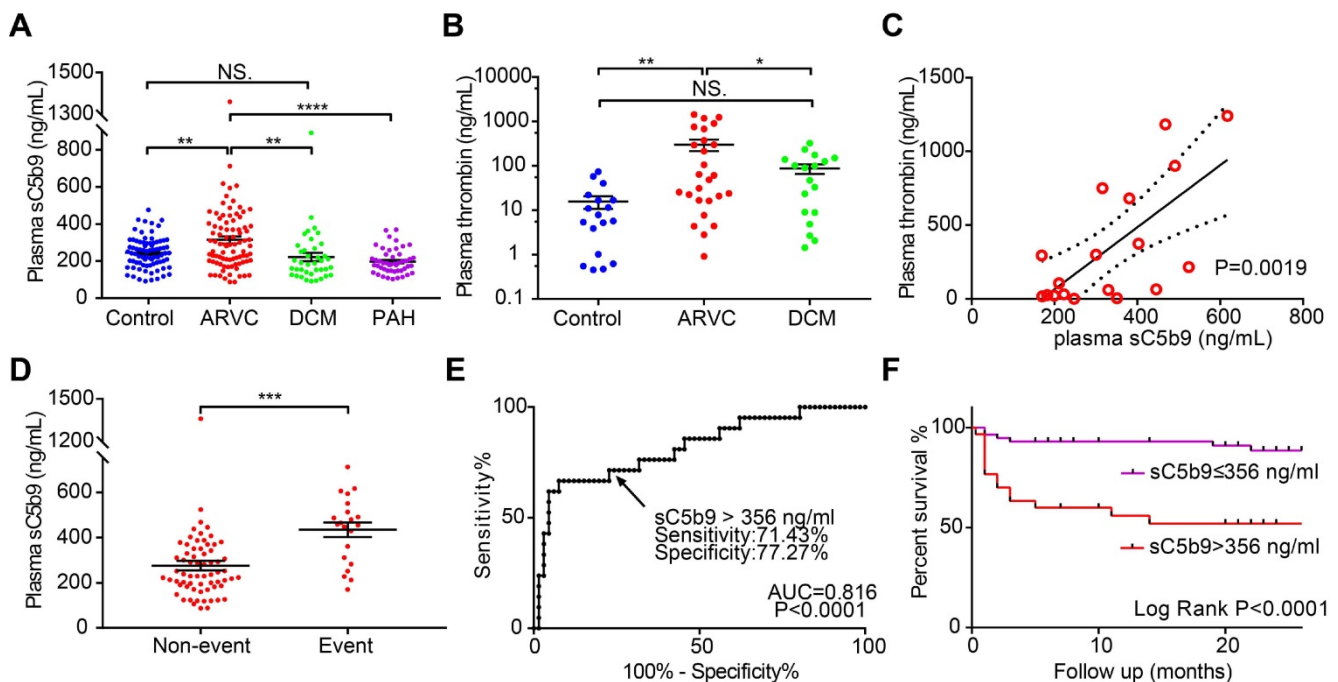 A
Plasma sC5b9 (ng/mL)
1500
1300
800
600
400
200
0
NS.
****
**
**
Control
ARVC
DCM
PAH
B
Plasma thrombin (ng/mL)
10000
1000
100
10
1
0.1
**
*
NS.
Control
ARVC
DCM
C
Plasma thrombin (ng/mL)
1500
1000
500
0
P=0.0019
0
200
400
600
800
plasma sC5b9 (ng/mL)
D
Plasma sC5b9 (ng/mL)
1500
1200
600
400
200
0
***
Non-event
Event
E
Sensitivity%
100
50
0
sC5b9 > 356 ng/ml
Sensitivity:71.43%
Specificity:77.27%
AUC=0.816
P<0.0001
0
50
100
100% - Specificity%
F
Percent survival %
100
50
0
sC5b9≤356 ng/ml
sC5b9>356 ng/ml
Log Rank P<0.0001
0
10
20
Follow up (months)